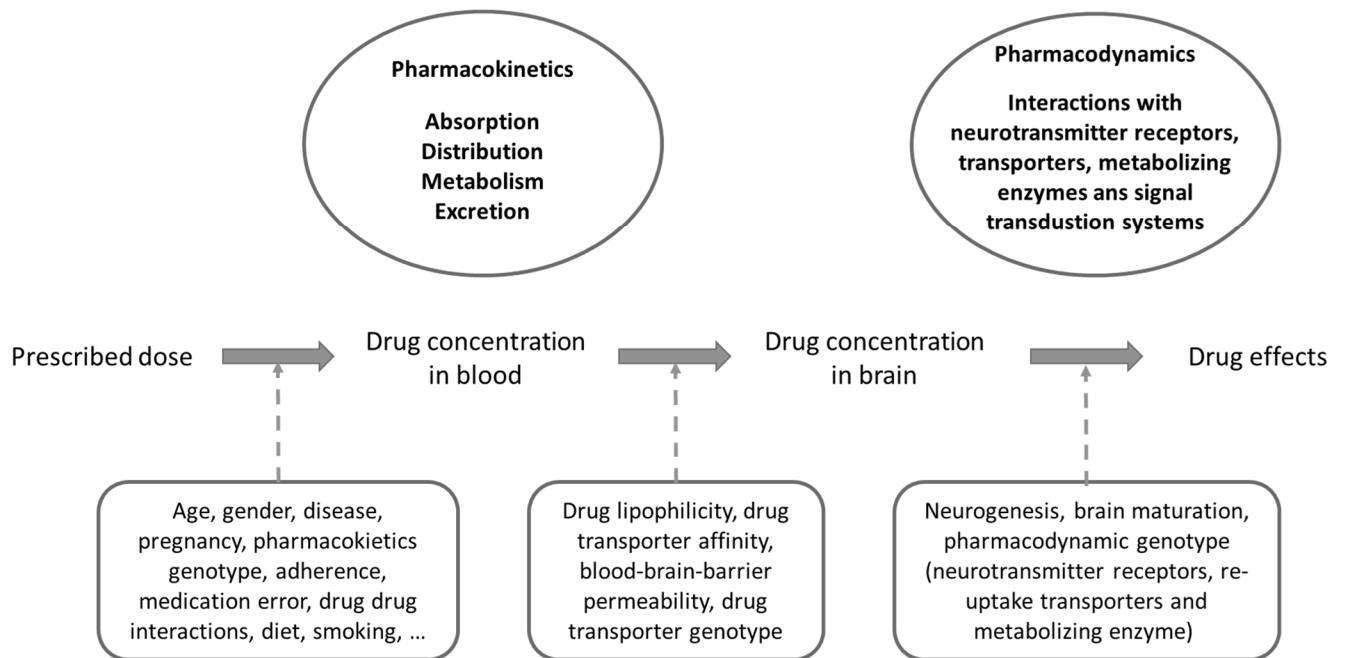 Pharmacokinetics
Absorption
Distribution
Metabolism
Excretion
Pharmacodynamics
Interactions with
neurotransmitter receptors,
transporters, metabolizing
enzymes ans signal
transdustion systems
Prescribed dose
Drug concentration
in blood
Drug concentration
in brain
Drug effects
Age, gender, disease,
pregnancy, pharmacokietics
genotype, adherence,
medication error, drug drug
interactions, diet, smoking, ...
Drug lipophilicity, drug
transporter affinity,
blood-brain-barrier
permeability, drug
transporter genotype
Neurogenesis, brain maturation,
pharmacodynamic genotype
(neurotransmitter receptors, re-
uptake transporters and
metabolizing enzyme)